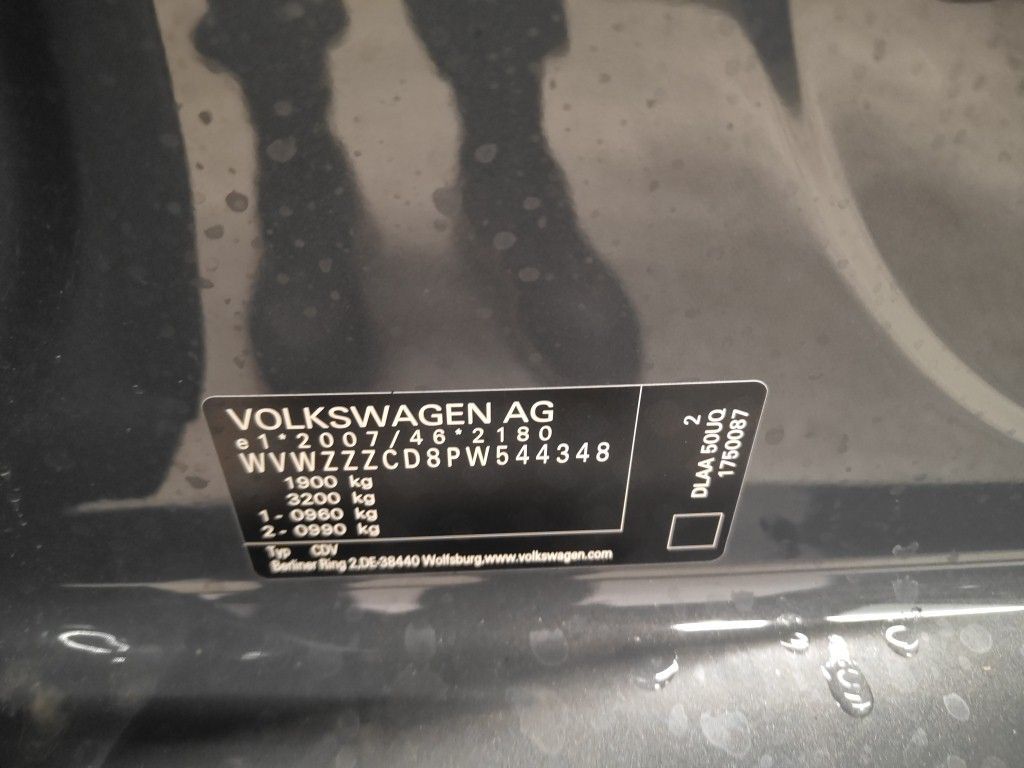 VOLKSWAGEN AG
e1*2007/46*2180
WVWZZZCD8PW544348
1900 kg
3200 kg
1- 0960 kg
2- 0990 kg
Typ CDV
Berliner Ring 2,DE-38440 Wolfsburg,www.volkswagen.com
2
DLAA 50UQ
1750087